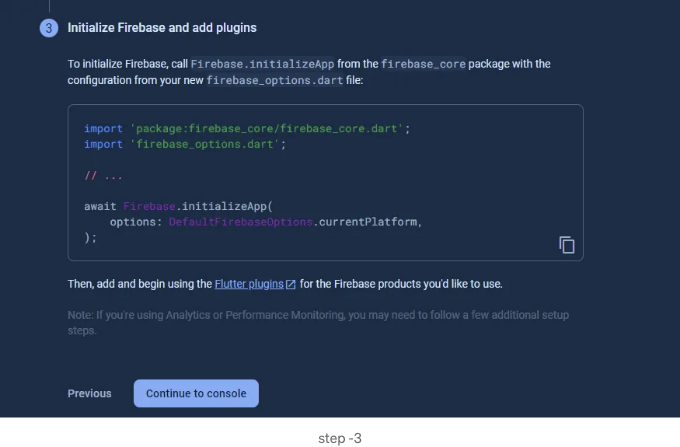 3 Initialize Firebase and add plugins
To initialize Firebase, call Firebase.initializeApp from the firebase_core package with the
configuration from your new firebase_options.dart file:
import 'package:firebase_core/firebase_core.dart';
import 'firebase_options.dart';
// ...
await Firebase.initializeApp(
options: DefaultFirebaseOptions.currentPlatform,
);
Then, add and begin using the Flutter plugins for the Firebase products you'd like to use.
Note: If you're using Analytics or Performance Monitoring, you may need to follow a few additional setup
steps.
Previous Continue to console
step -3